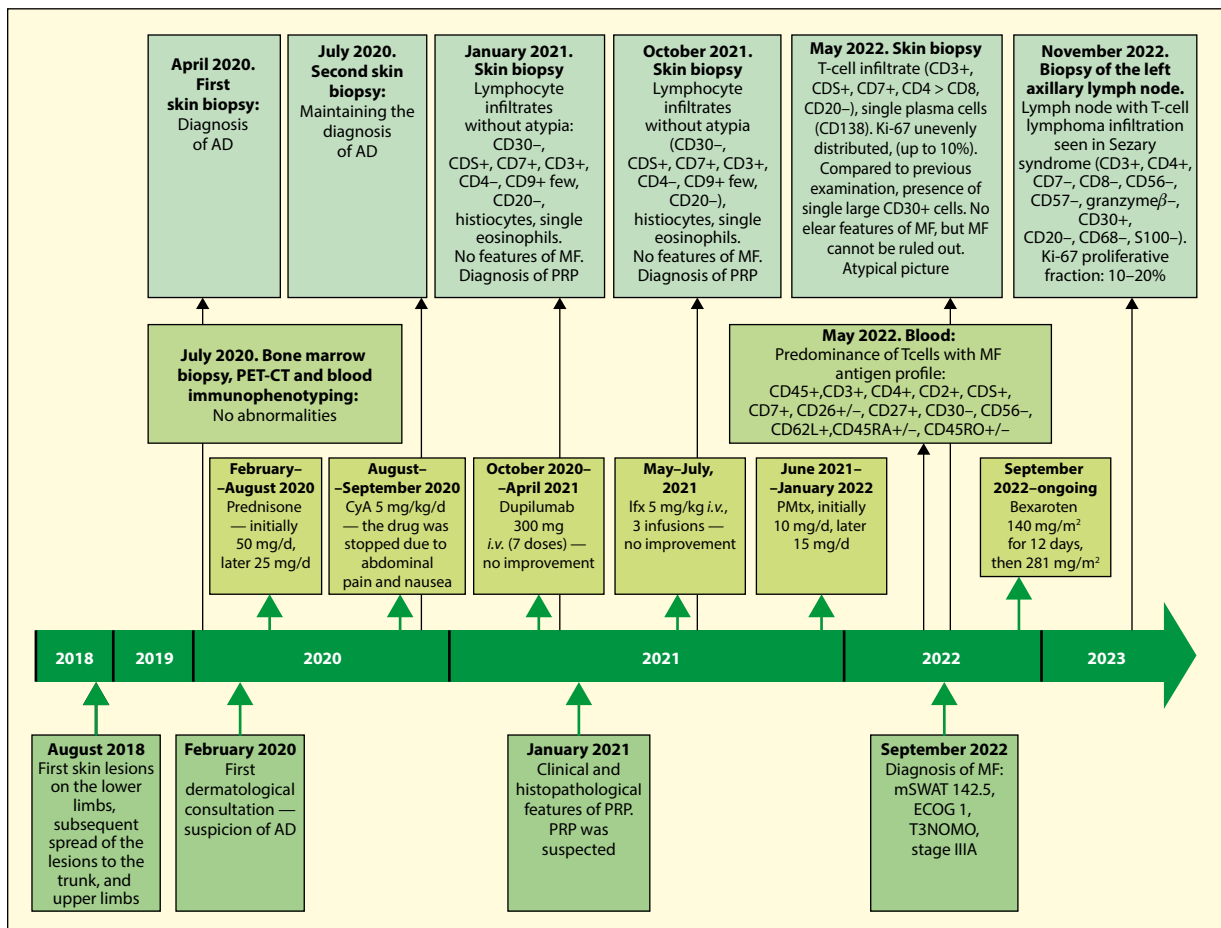 April 2020.
First
skin biopsy:
Diagnosis
of AD
July 2020.
Second skin
biopsy:
Maintaining the
diagnosis
of AD
January 2021.
Skin biopsy
Lymphocyte
infiltrates
without atypia:
CD30–,
CDS+, CD7+, CD3+,
CD4–, CD9+ few,
CD20–,
histiocytes, single
eosinophils.
No features of MF.
Diagnosis of PRP
October 2021.
Skin biopsy
Lymphocyte
infiltrates
without atypia
(CD30–,
CDS+, CD7+, CD3+,
CD4–, CD9+ few,
CD20–),
histiocytes, single
eosinophils.
No features of MF.
Diagnosis of PRP
May 2022. Skin biopsy
T-cell infiltrate (CD3+,
CDS+, CD7+, CD4 > CD8,
CD20–), single plasma cells
(CD138). Ki-67 unevenly
distributed, (up to 10%).
Compared to previous
examination, presence of
single large CD30+ cells. No
elear features of MF, but MF
cannot be ruled out.
Atypical picture
November 2022.
Biopsy of the left
axillary lymph node.
Lymph node with T-cell
lymphoma infiltration
seen in Sezary
syndrome (CD3+, CD4+,
CD7–, CD8–, CD56–,
CD57–, granzymeβ–,
CD30+,
CD20–, CD68–, S100–).
Ki-67 proliferative
fraction: 10–20%
July 2020. Bone marrow
biopsy, PET-CT and blood
immunophenotyping:
No abnormalities
May 2022. Blood:
Predominance of Tcells with MF
antigen profile:
CD45+,CD3+, CD4+, CD2+, CDS+,
CD7+, CD26+/–, CD27+, CD30–, CD56–,
CD62L+,CD45RA+/–, CD45RO+/–
February–
–August 2020
Prednisone
— initially
50 mg/d,
later 25 mg/d
August–
–September 2020
CyA 5 mg/kg/d
— the drug was
stopped due to
abdominal
pain and nausea
October 2020–
–April 2021
Dupilumab
300 mg
i.v. (7 doses) —
no improvement
May–July,
2021
Ifx 5 mg/kg i.v.,
3 infusions —
no improvement
June 2021–
–January 2022
PMtx, initially
10 mg/d, later
15 mg/d
September
2022–ongoing
Bexaroten
140 mg/m²
for 12 days,
then 281 mg/m²
2018
2019
2020
2021
2022
2023
August 2018
First skin lesions
on the lower
limbs,
subsequent
spread of the
lesions to the
trunk, and
upper limbs
February 2020
First
dermatological
consultation —
suspicion of AD
January 2021
Clinical and
histopathological
features of PRP.
PRP was
suspected
September 2022
Diagnosis of MF:
mSWAT 142.5,
ECOG 1,
T3NOMO,
stage IIIA